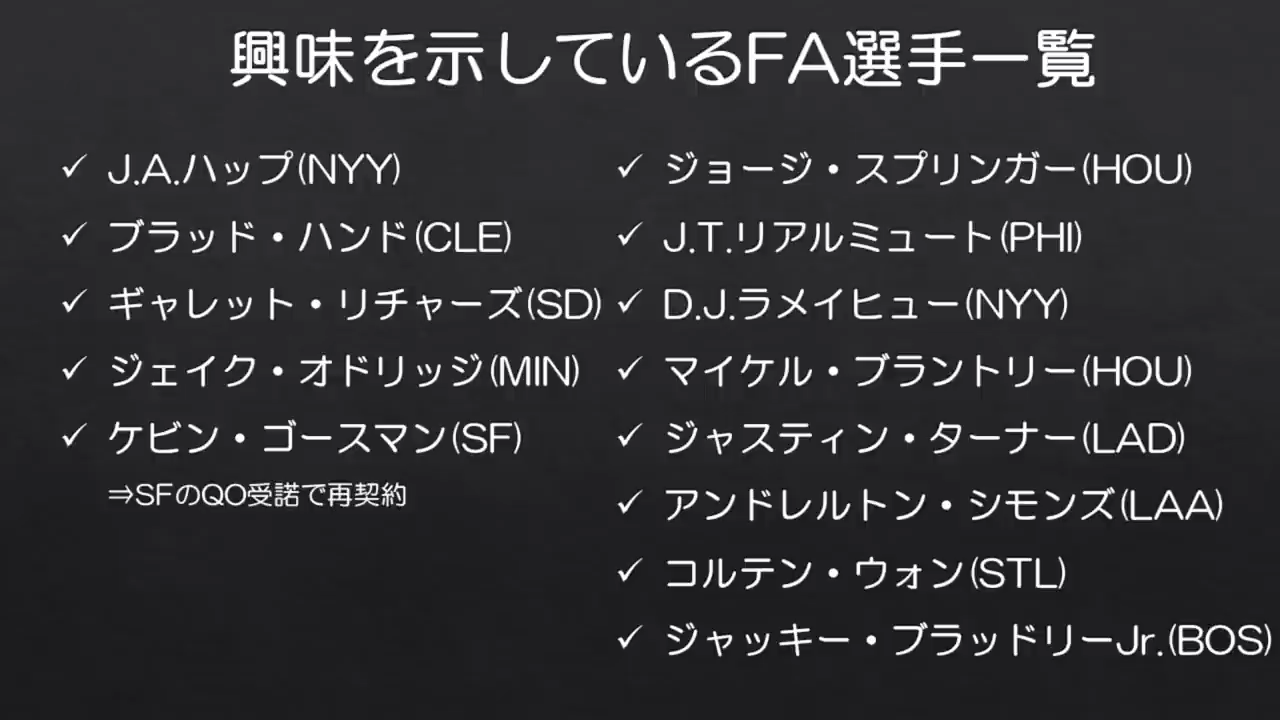 興味を示しているFA選手一覧
✓ J.A.ハップ(NYY)
✓ ブラッド・ハンド(CLE)
✓ ギャレット・リチャーズ(SD)
✓ ジェイク・オドリッジ(MIN)
✓ ケビン・ゴースマン(SF)
⇒SFのQO受諾で再契約
✓ ジョージ・スプリンガー(HOU)
✓ J.T.リアルミュート(PHI)
✓ D.J.ラメイヒュー(NYY)
✓ マイケル・ブラントリー(HOU)
✓ ジャスティン・ターナー(LAD)
✓ アンドレルトン・シモンズ(LAA)
✓ コルテン・ウォン(STL)
✓ ジャッキー・ブラッドリーJr.(BOS)